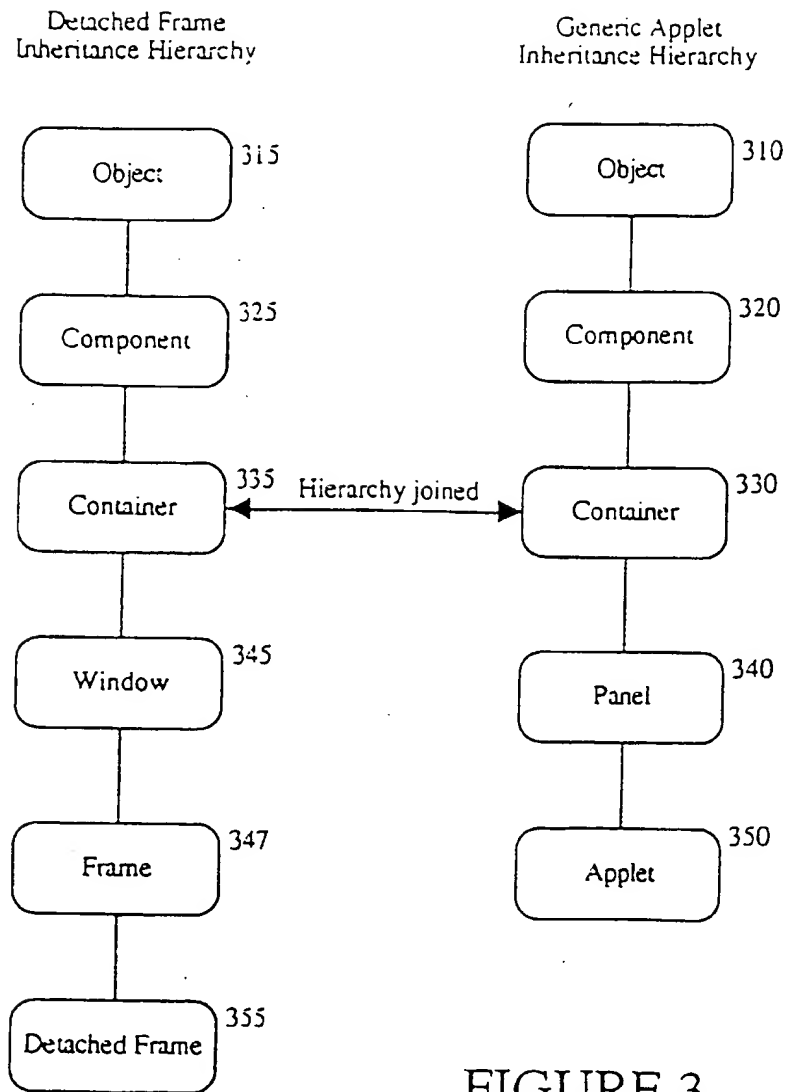 Detached Frame
Inheritance Hierarchy
Generic Applet
Inheritance Hierarchy
Object
315
Object
310
Component
325
Component
320
Container
335
Hierarchy joined
Container
330
Window
345
Panel
340
Frame
347
Applet
350
Detached Frame
355
FIGURE 3